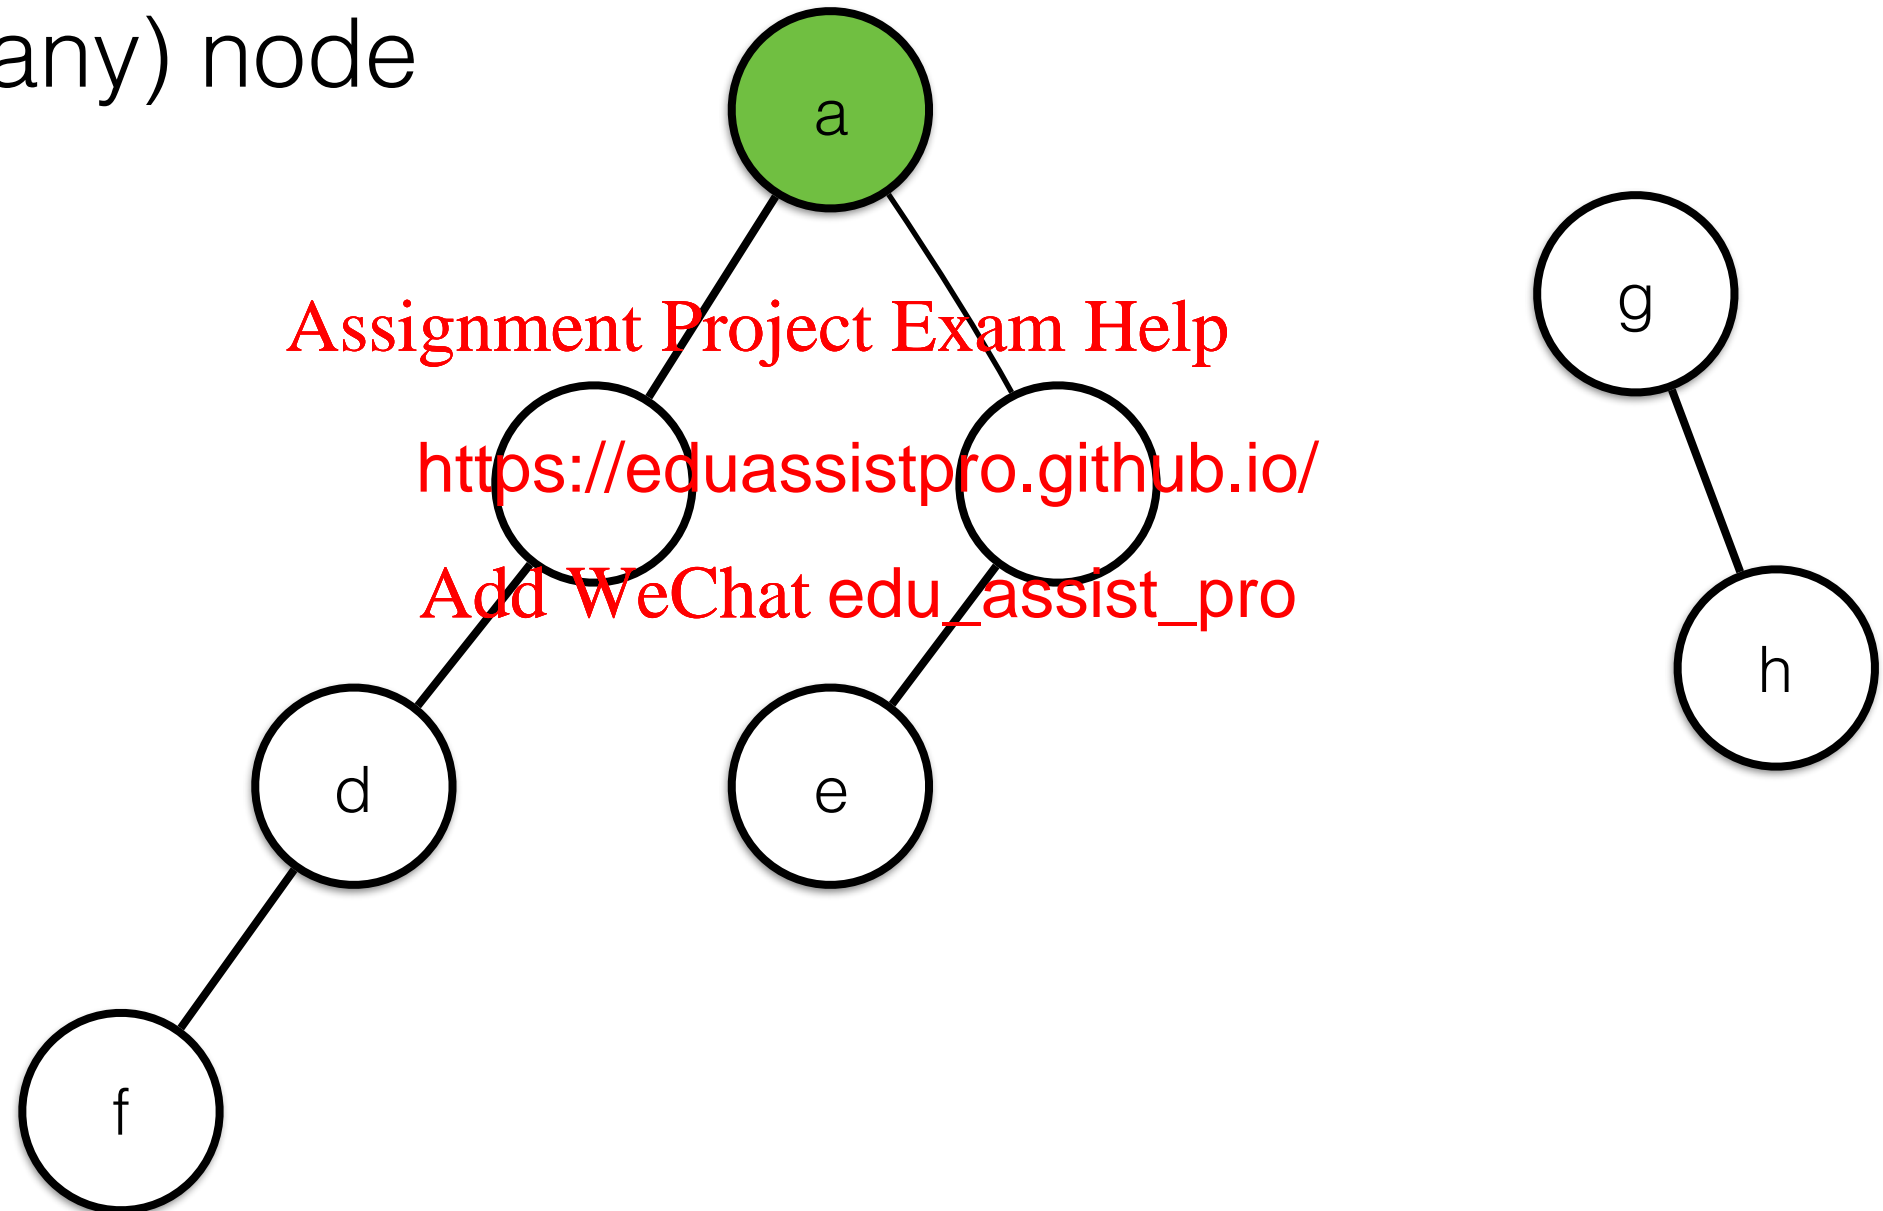 any) node
a
g
Assignment Project Exam Help
https://eduassistpro.github.io/
Add WeChat edu_assist_pro
h
d
e
f